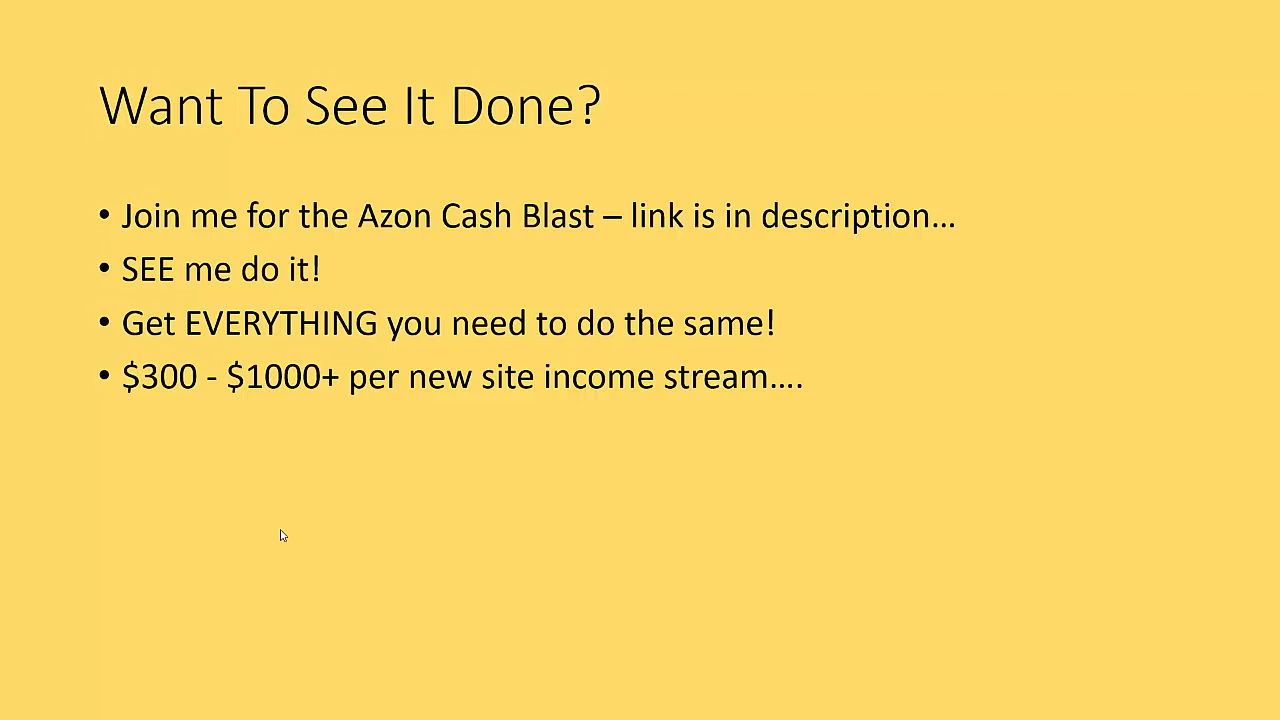 Want To See It Done?
• Join me for the Azon Cash Blast – link is in description…
• SEE me do it!
• Get EVERYTHING you need to do the same!
• $300 - $1000+ per new site income stream….